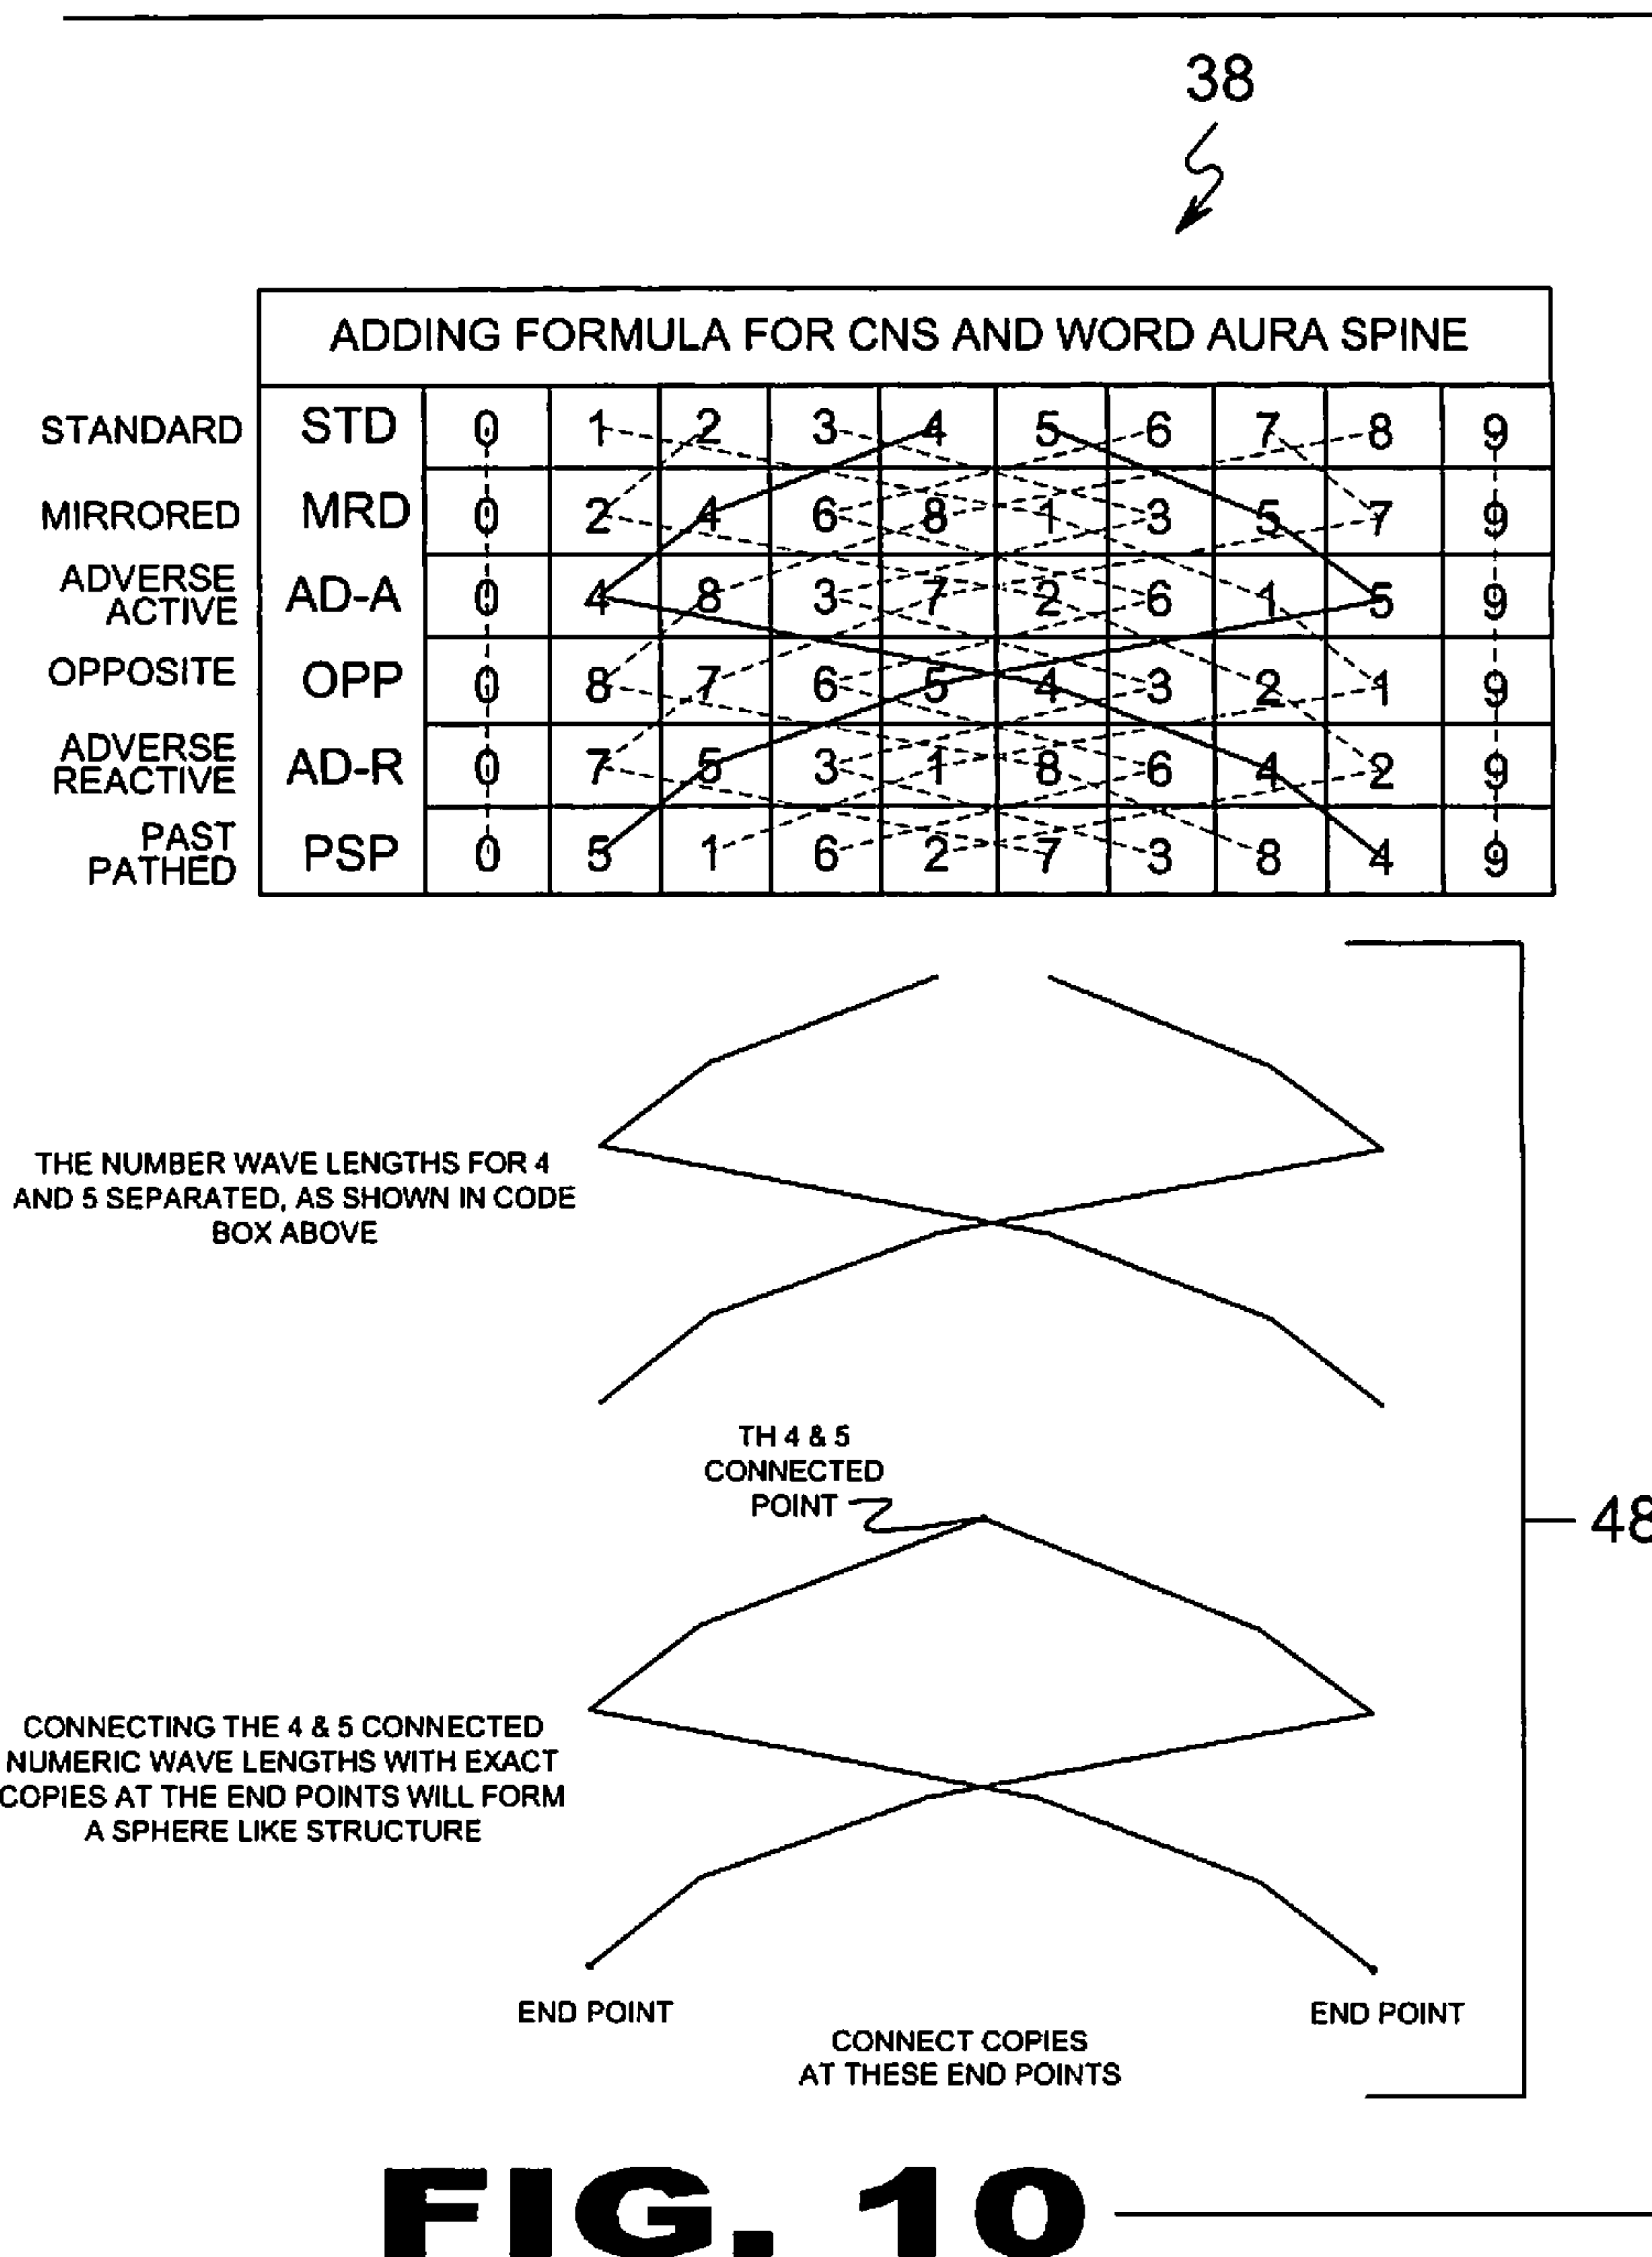 38
ADDING FORMULA FOR CNS AND WORD AURA SPINE
STANDARD STD 0 1 2 3 4 5 6 7 8 9
MIRRORED MRD 0 2 4 6 8 1 3 5 7 9
ADVERSE
ACTIVE AD-A 0 4 8 3 7 2 6 1 5 9
OPPOSITE OPP 0 8 7 6 5 4 3 2 1 9
ADVERSE
REACTIVE AD-R 0 7 5 3 1 8 6 4 2 9
PAST
PATHED PSP 0 5 1 6 2 7 3 8 4 9
THE NUMBER WAVE LENGTHS FOR 4
AND 5 SEPARATED, AS SHOWN IN CODE
BOX ABOVE
TH 4 & 5
CONNECTED
POINT
48
CONNECTING THE 4 & 5 CONNECTED
NUMERIC WAVE LENGTHS WITH EXACT
COPIES AT THE END POINTS WILL FORM
A SPHERE LIKE STRUCTURE
END POINT END POINT
CONNECT COPIES
AT THESE END POINTS
FIG. 10